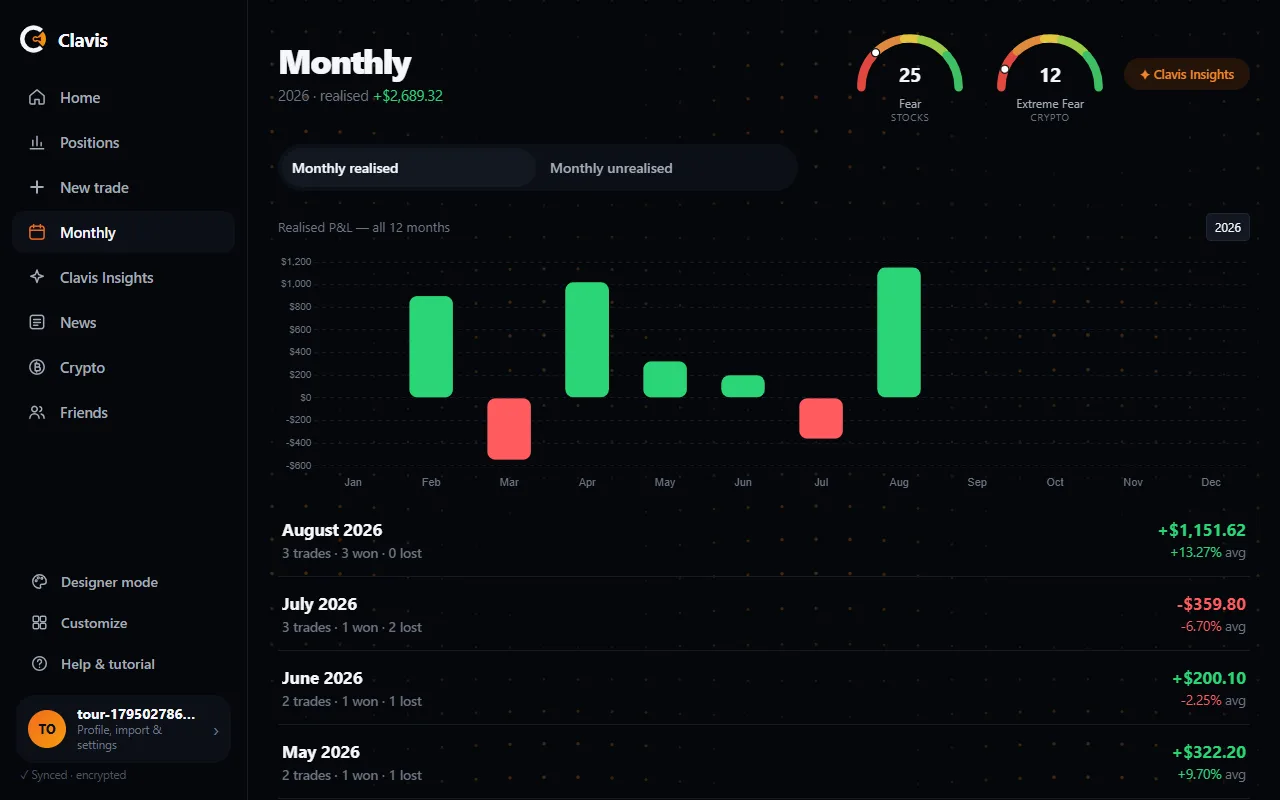 Clavis
Home
Positions
New trade
Monthly
Clavis Insights
News
Crypto
Friends
Designer mode
Customize
Help & tutorial
TO
tour-179502786...
Profile, import &
settings
✓ Synced · encrypted
Monthly
2026 · realised +$2,689.32
25
Fear
STOCKS
12
Extreme Fear
CRYPTO
✦ Clavis Insights
Monthly realised
Monthly unrealised
Realised P&L — all 12 months
2026
$1,200
$1,000
$800
$600
$400
$200
$0
-$200
-$400
-$600
Jan Feb Mar Apr May Jun Jul Aug Sep Oct Nov Dec
August 2026
+$1,151.62
3 trades · 3 won · 0 lost
+13.27% avg
July 2026
-$359.80
3 trades · 1 won · 2 lost
-6.70% avg
June 2026
+$200.10
2 trades · 1 won · 1 lost
-2.25% avg
May 2026
+$322.20
2 trades · 1 won · 1 lost
+9.70% avg